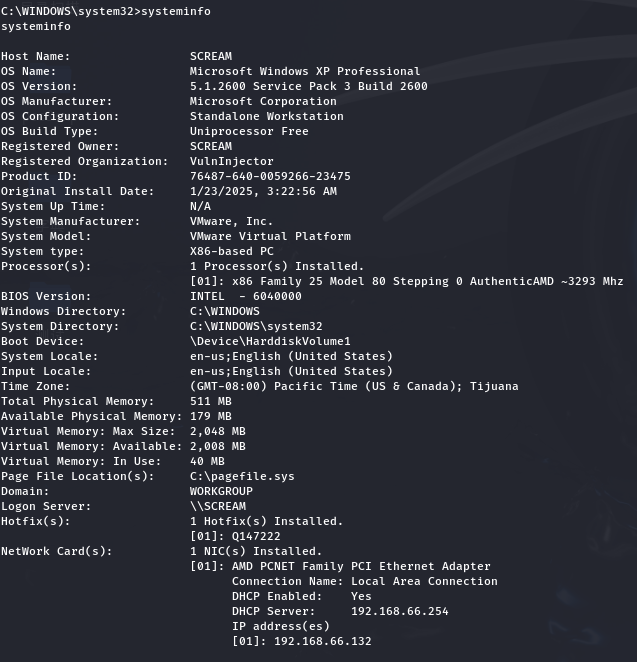 C:\WINDOWS\system32>systeminfo
systeminfo

Host Name:                 SCREAM
OS Name:                   Microsoft Windows XP Professional
OS Version:                5.1.2600 Service Pack 3 Build 2600
OS Manufacturer:           Microsoft Corporation
OS Configuration:          Standalone Workstation
OS Build Type:             Uniprocessor Free
Registered Owner:          SCREAM
Registered Organization:   VulnInjector
Product ID:                76487-640-0059266-23475
Original Install Date:     1/23/2025, 3:22:56 AM
System Up Time:            N/A
System Manufacturer:       VMware, Inc.
System Model:              VMware Virtual Platform
System type:               X86-based PC
Processor(s):              1 Processor(s) Installed.
                           [01]: x86 Family 25 Model 80 Stepping 0 AuthenticAMD ~3293 Mhz
BIOS Version:              INTEL  - 6040000
Windows Directory:         C:\WINDOWS
System Directory:          C:\WINDOWS\system32
Boot Device:               \Device\HarddiskVolume1
System Locale:             en-us;English (United States)
Input Locale:              en-us;English (United States)
Time Zone:                 (GMT-08:00) Pacific Time (US & Canada); Tijuana
Total Physical Memory:     511 MB
Available Physical Memory: 179 MB
Virtual Memory: Max Size:  2,048 MB
Virtual Memory: Available: 2,008 MB
Virtual Memory: In Use:    40 MB
Page File Location(s):     C:\pagefile.sys
Domain:                    WORKGROUP
Logon Server:              \\SCREAM
Hotfix(s):                 1 Hotfix(s) Installed.
                           [01]: Q147222
NetWork Card(s):           1 NIC(s) Installed.
                           [01]: AMD PCNET Family PCI Ethernet Adapter
                                 Connection Name: Local Area Connection
                                 DHCP Enabled:    Yes
                                 DHCP Server:     192.168.66.254
                                 IP address(es)
                                 [01]: 192.168.66.132